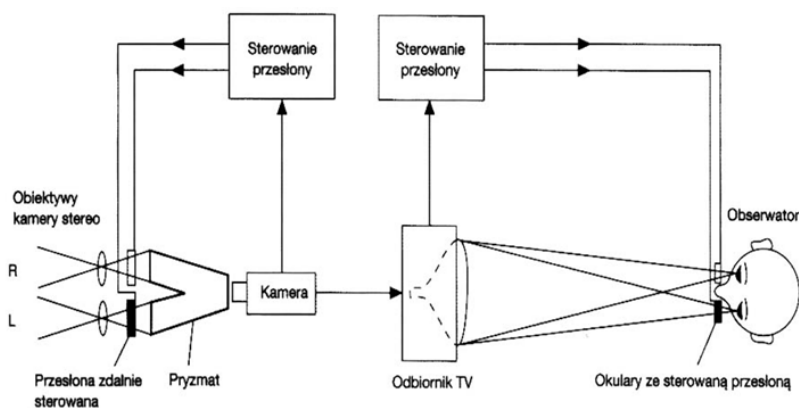 Sterowanie
przesłony
Sterowanie
przesłony
Obiektywy
kamery stereo
Obserwator
R
L
Kamera
Przesłona zdalnie
sterowana
Pryzmat
Odbiornik TV
Okulary ze sterowaną przesłoną